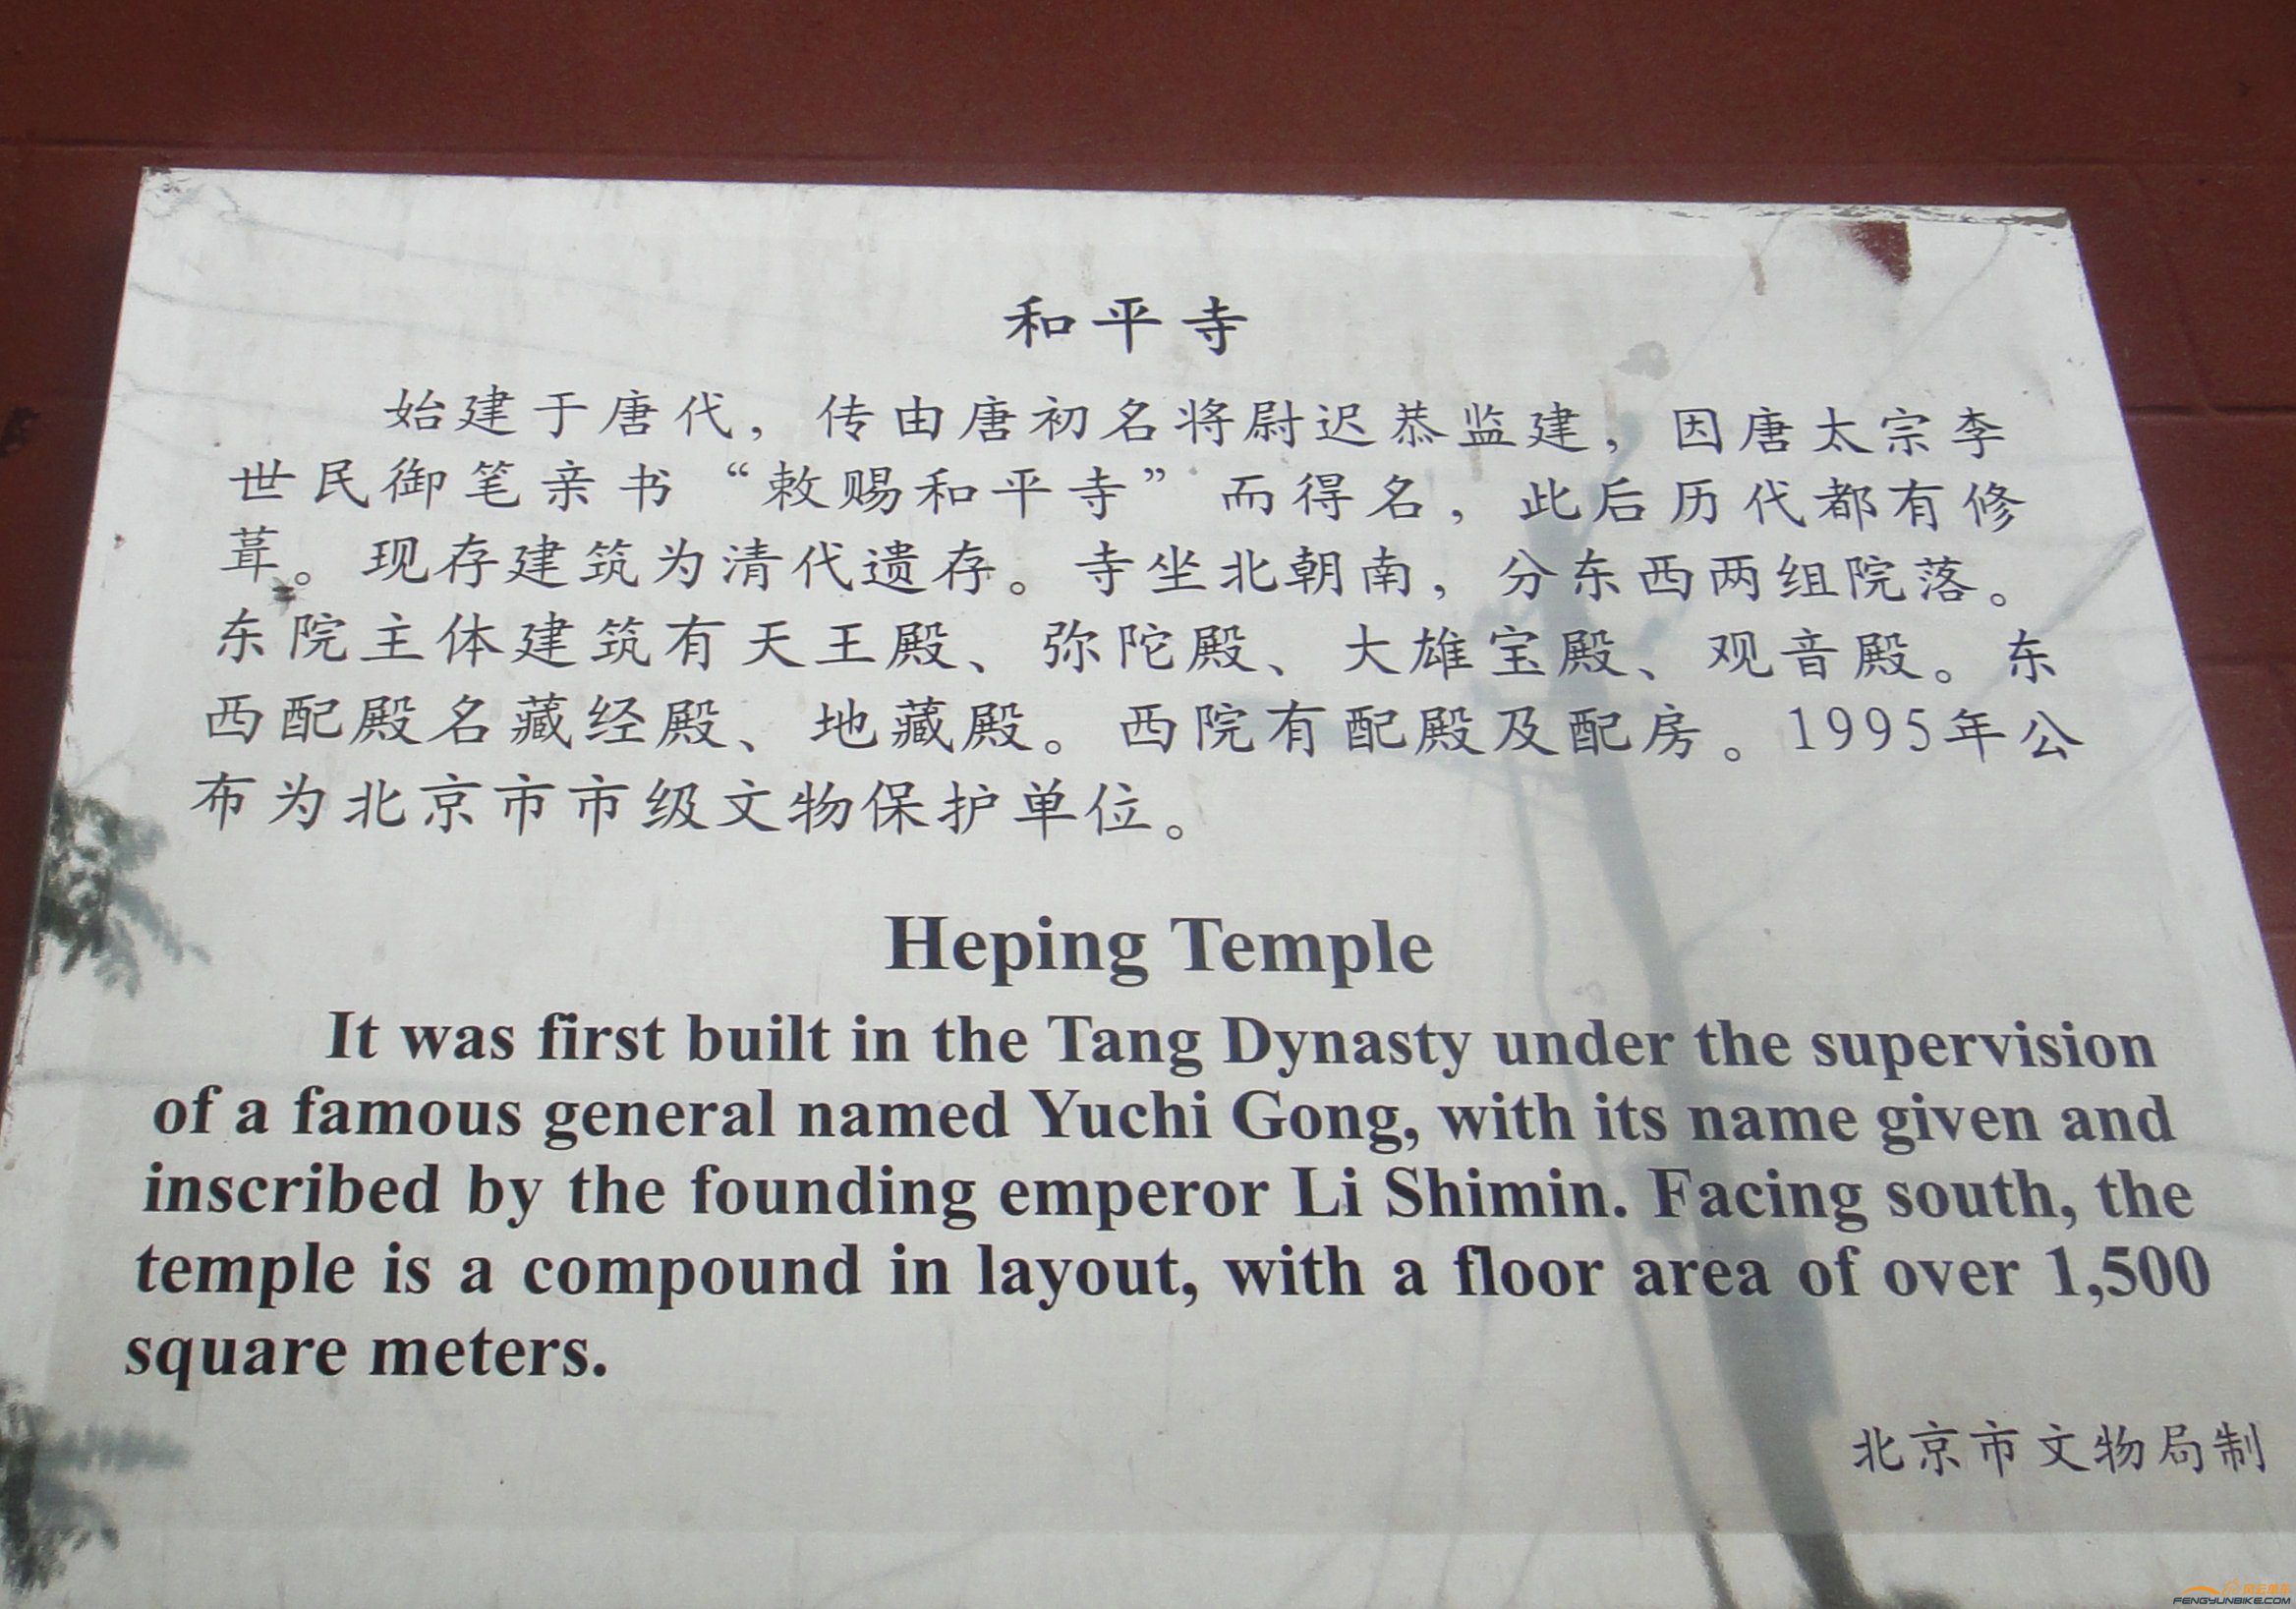 和平寺
始建于唐代，传由唐初名将尉迟恭监建，因唐太宗李
世民御笔亲书“敕赐和平寺”而得名，此后历代都有修
葺。现存建筑为清代遗存。寺坐北朝南，分东西两组院落。
东院主体建筑有天王殿、弥陀殿、大雄宝殿、观音殿。东
西配殿名藏经殿、地藏殿。西院有配殿及配房。1995年公
布为北京市市级文物保护单位。
Heping Temple
It was first built in the Tang Dynasty under the supervision
of a famous general named Yuchi Gong, with its name given and
inscribed by the founding emperor Li Shimin. Facing south, the
temple is a compound in layout, with a floor area of over 1,500
square meters.
北京市文物局制
风云单车
FENGYUNBIKE.COM